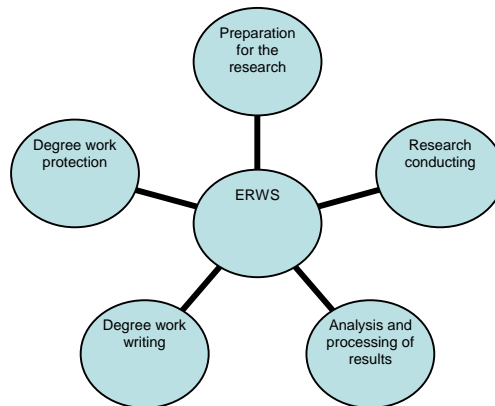 Preparation
for the
research
Degree work
protection
Research
conducting
ERWS
Degree work
writing
Analysis and
processing of
results